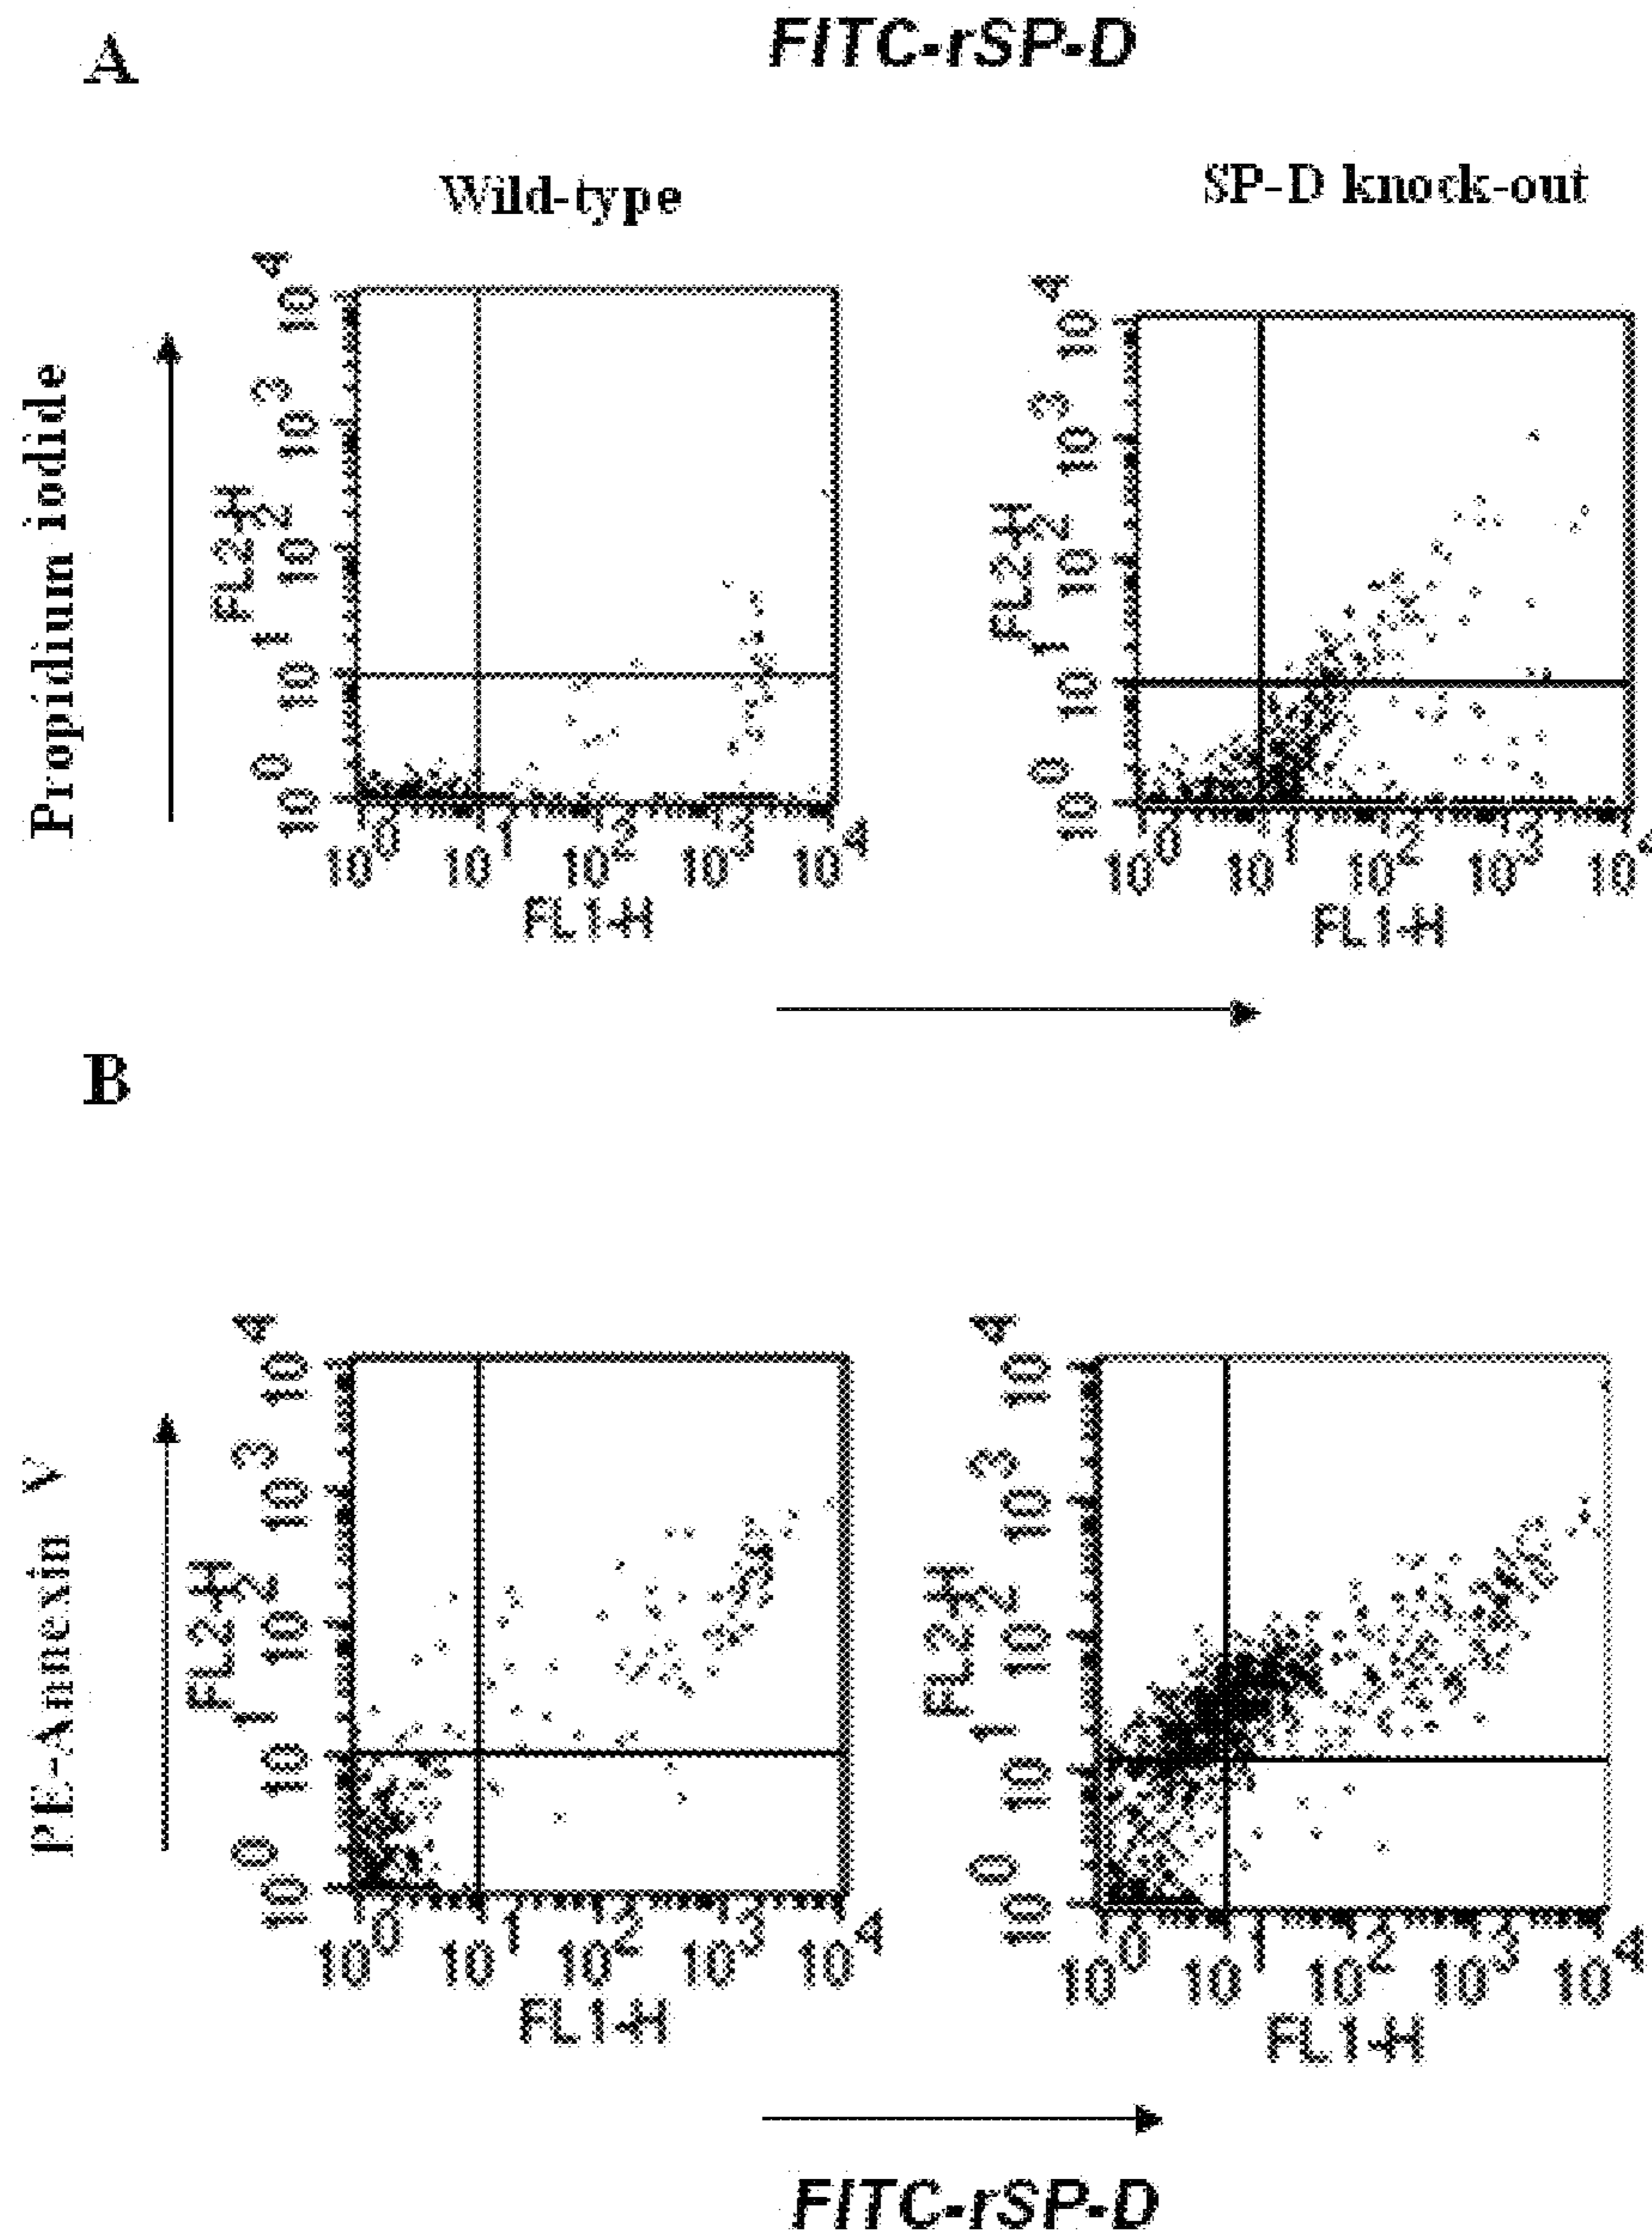 A
FITC-rSP-D
Wild-type
SP-D knock-out
Propidium iodide
FL2-H
10^0 10^1 10^2 10^3 10^4
10^0 10^1 10^2 10^3 10^4
FL1-H
FL2-H
10^0 10^1 10^2 10^3 10^4
10^0 10^1 10^2 10^3 10^4
FL1-H
B
PE-Annexin V
FL2-H
10^0 10^1 10^2 10^3 10^4
10^0 10^1 10^2 10^3 10^4
FL1-H
FL2-H
10^0 10^1 10^2 10^3 10^4
10^0 10^1 10^2 10^3 10^4
FL1-H
FITC-rSP-D